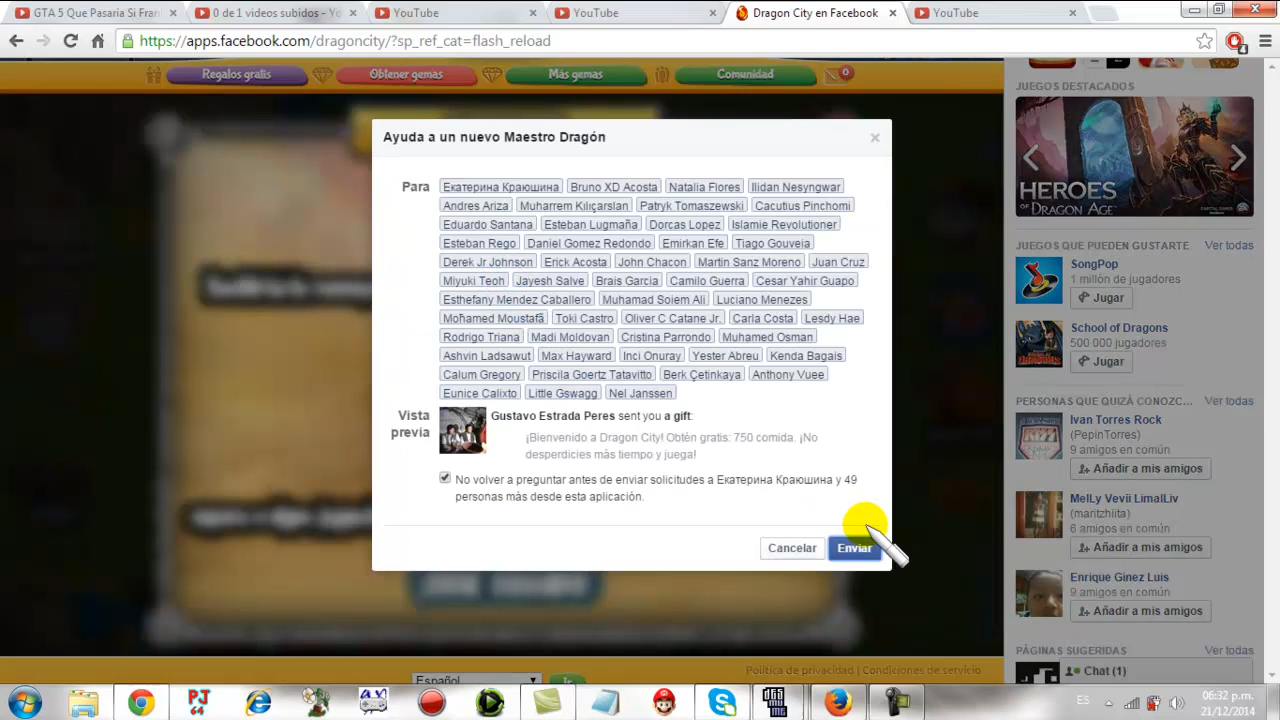 GTA 5 Que Pasaria Si Fran
0 de 1 videos subidos - Yo
YouTube
YouTube
Dragon City en Facebook
YouTube
https://apps.facebook.com/dragoncity/?sp_ref_cat=flash_reload
4
Regalos gratis
Obtener gemas
Más gemas
Comunidad
0
JUEGOS DESTACADOS
HEROES
OF DRAGON AGE
Ayuda a un nuevo Maestro Dragón
Para
Екатерина Краюшина Bruno XD Acosta Natalia Flores Ilidan Nesyngwar
Andres Ariza Muharrem Kılıçarslan Patryk Tomaszewski Cacutius Pinchomi
Eduardo Santana Esteban Lugmaña Dorcas Lopez Islamie Revolutioner
Esteban Rego Daniel Gomez Redondo Emirkan Efe Tiago Gouveia
Derek Jr Johnson Erick Acosta John Chacon Martin Sanz Moreno Juan Cruz
Miyuki Teoh Jayesh Salve Brais Garcia Camilo Guerra Cesar Yahir Guapo
Esthefany Mendez Caballero Muhamad Soiem Ali Luciano Menezes
Mohamed Moustafã Toki Castro Oliver C Catane Jr. Carla Costa Lesdy Hae
Rodrigo Triana Madi Moldovan Cristina Parrondo Muhamed Osman
Ashvin Ladsawut Max Hayward Inci Onuray Yester Abreu Kenda Bagais
Calum Gregory Priscila Goertz Tatavitto Berk Çetinkaya Anthony Vuee
Eunice Calixto Little Gswagg Nel Janssen
Vista previa
Gustavo Estrada Peres sent you a gift:
¡Bienvenido a Dragon City! Obtén gratis: 750 comida. ¡No
desperdicies más tiempo y juega!
No volver a preguntar antes de enviar solicitudes a Екатерина Краюшина y 49
personas más desde esta aplicación.
Cancelar
Enviar
JUEGOS QUE PUEDEN GUSTARTE
Ver todas
SongPop
1 millón de jugadores
Jugar
School of Dragons
500 000 jugadores
Jugar
PERSONAS QUE QUIZÁ CONOZC...
Ver todas
Ivan Torres Rock
(PepinTorres)
9 amigos en común
Añadir a mis amigos
MelLy Vevii LimalLiv
(maritzhiita)
6 amigos en común
Añadir a mis amigos
Enrique Ginez Luis
9 amigos en común
Añadir a mis amigos
PÁGINAS SUGERIDAS
Ver todas
Chat (1)
Política de privacidad | Condiciones de servicio
Español
Ir
PJ
64
ES
06:32 p.m.
21/12/2014